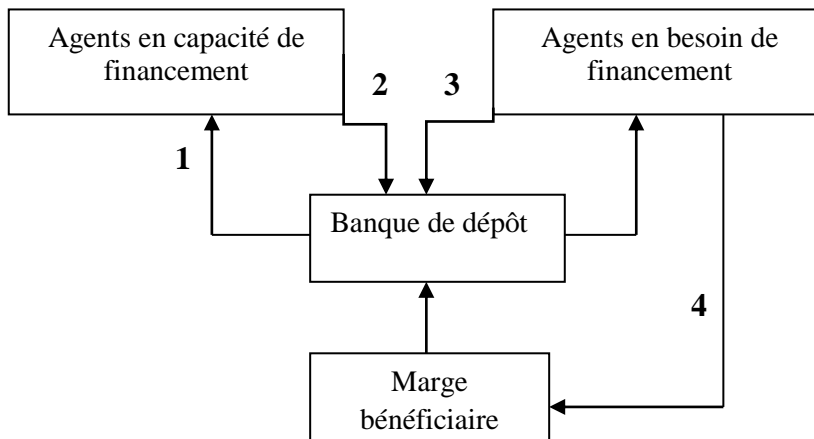 Agents en capacité de
financement
Agents en besoin de
financement
2
3
1
Banque de dépôt
4
Marge
bénéficiaire